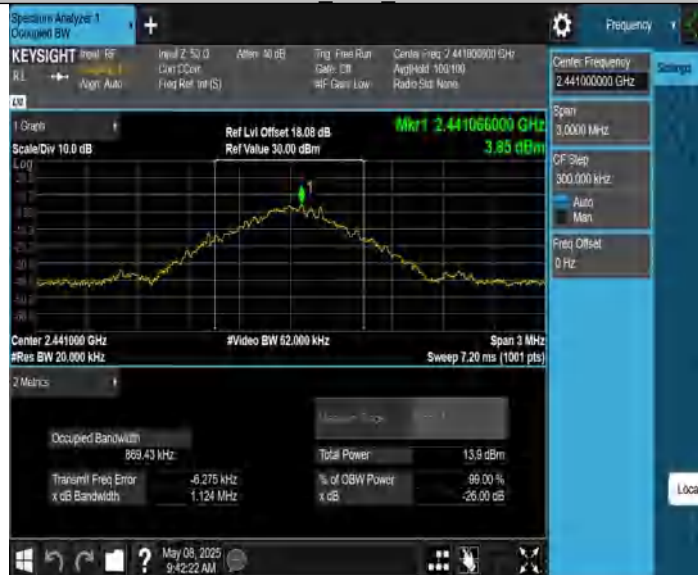 Spectrum Analyzer 1
Occupied BW
Frequency
KEYSIGHT Input: RF
Align: Auto
Input Z: 50 Ω
Corr CCorr
Freq Ref: Int (S)
Atten: 40 dB
Trig: Free Run
Gate: Off
#IF Gain: Low
Center Freq: 2.441000000 GHz
Avg|Hold: 100/100
Radio Std: None
Center Frequency
2.441000000 GHz
Settings
Span
3.0000 MHz
CF Step
300.000 kHz
Auto
Man
Freq Offset
0 Hz
1 Graph
Scale/Div 10.0 dB
Log
Ref Lvl Offset 18.08 dB
Ref Value 30.00 dBm
Mkr1 2.441066000 GHz
3.85 dBm
1
Center 2.441000 GHz
#Res BW 20.000 kHz
#Video BW 62.000 kHz
Span 3 MHz
Sweep 7.20 ms (1001 pts)
2 Metrics
Occupied Bandwidth
869.43 kHz
Total Power
13.9 dBm
Transmit Freq Error
-6.275 kHz
% of OBW Power
99.00 %
x dB Bandwidth
1.124 MHz
x dB
-26.00 dB
Loca
?
May 08, 2025
9:42:22 AM